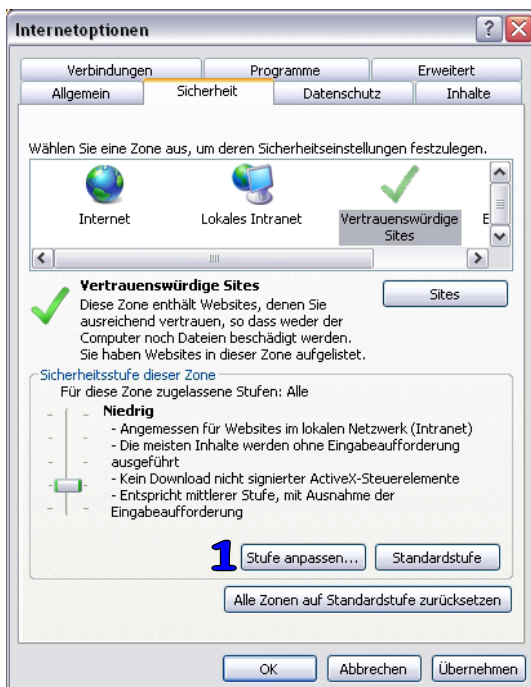 Internetoptionen
Verbindungen Programme Erweitert
Allgemein Sicherheit Datenschutz Inhalte
Wählen Sie eine Zone aus, um deren Sicherheitseinstellungen festzulegen.
Internet Lokales Intranet Vertrauenswürdige E
Sites
Vertrauenswürdige Sites
Sites
Diese Zone enthält Websites, denen Sie
ausreichend vertrauen, so dass weder der
Computer noch Dateien beschädigt werden.
Sie haben Websites in dieser Zone aufgelistet.
Sicherheitsstufe dieser Zone
Für diese Zone zugelassene Stufen: Alle
Niedrig
- Angemessen für Websites im lokalen Netzwerk (Intranet)
- Die meisten Inhalte werden ohne Eingabeaufforderung
ausgeführt
- Kein Download nicht signierter ActiveX-Steuerelemente
- Entspricht mittlerer Stufe, mit Ausnahme der
Eingabeaufforderung
1 Stufe anpassen... Standardstufe
Alle Zonen auf Standardstufe zurücksetzen
OK Abbrechen Übernehmen